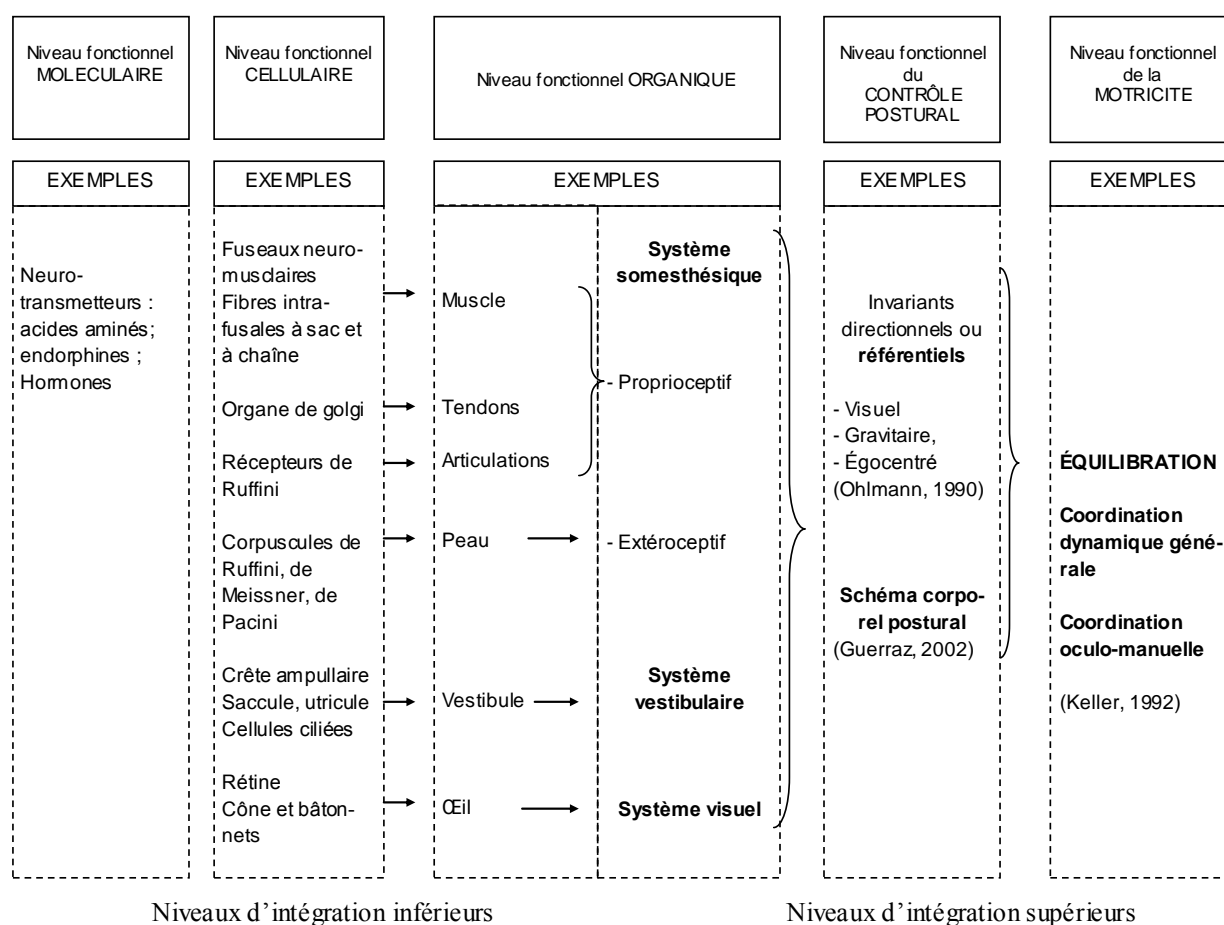 Niveau fonctionnel
MOLECULAIRE
Niveau fonctionnel
CELLULAIRE
Niveau fonctionnel ORGANIQUE
Niveau fonctionnel
du
CONTRÔLE
POSTURAL
Niveau fonctionnel
de la
MOTRICITE
EXEMPLES
EXEMPLES
EXEMPLES
EXEMPLES
EXEMPLES
Neuro-
transmetteurs :
acides aminés;
endorphines ;
Hormones
Fuseaux neuro-
musclaires
Fibres intra-
fusales à sac et
à chaîne
Organe de golgi
Récepteurs de
Ruffini
Corpuscules de
Ruffini, de
Meissner, de
Pacini
Crête ampullaire
Saccule, utricule
Cellules ciliées
Rétine
Cône et bâton-
nets
Muscle
Tendons
Articulations
Peau
Vestibule
Œil
Système
somesthésique
- Proprioceptif
- Extéroceptif
Système
vestibulaire
Système visuel
Invariants
directionnels ou
référentiels
- Visuel
- Gravitaire,
- Égocentré
(Ohlmann, 1990)
Schéma corpo-
rel postural
(Guerraz, 2002)
ÉQUILIBRATION
Coordination
dynamique géné-
rale
Coordination
oculo-manuelle
(Keller, 1992)
Niveaux d’intégration inférieurs
Niveaux d’intégration supérieurs